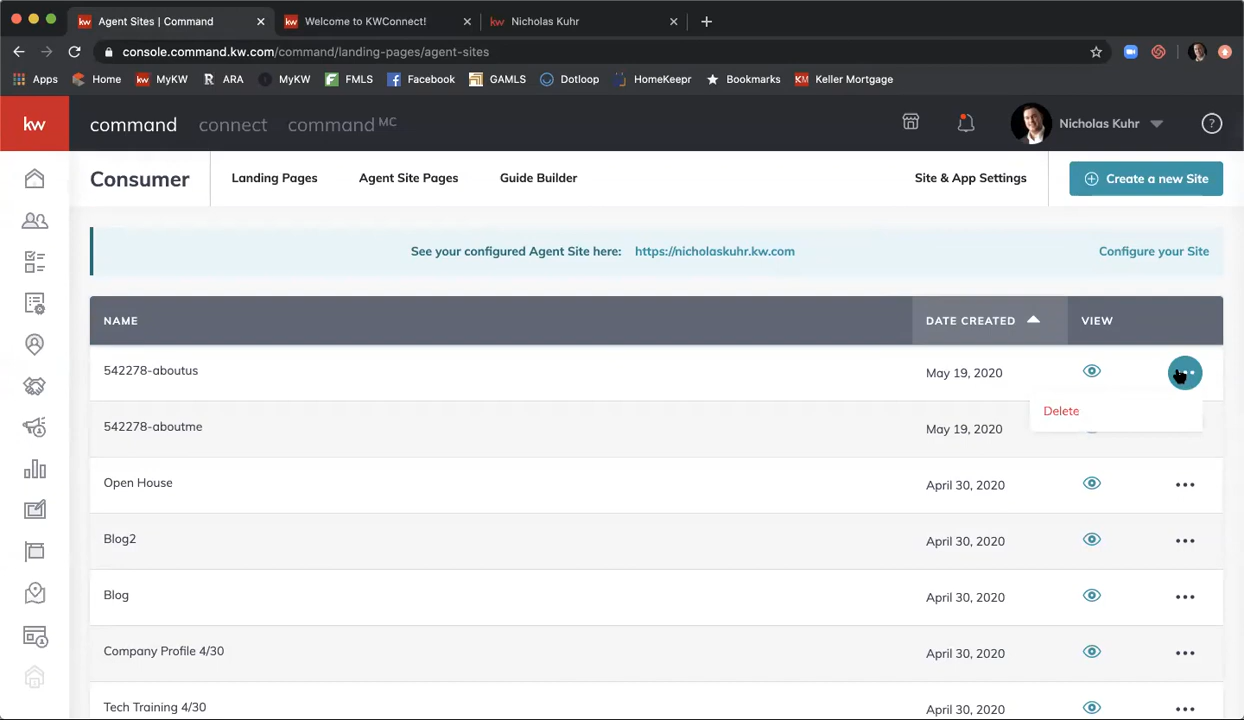 Agent Sites | Command
Welcome to KWConnect!
Nicholas Kuhr
console.command.kw.com/command/landing-pages/agent-sites
Apps Home MyKW ARA MyKW FMLS Facebook GAMLS Dotloop HomeKeepr Bookmarks Keller Mortgage
kw command connect command MC Nicholas Kuhr ?
Consumer Landing Pages Agent Site Pages Guide Builder Site & App Settings Create a new Site
See your configured Agent Site here: https://nicholaskuhr.kw.com Configure your Site
NAME DATE CREATED VIEW
542278-aboutus May 19, 2020
Delete
542278-aboutme May 19, 2020
Open House April 30, 2020
Blog2 April 30, 2020
Blog April 30, 2020
Company Profile 4/30 April 30, 2020
Tech Training 4/30 April 30, 2020